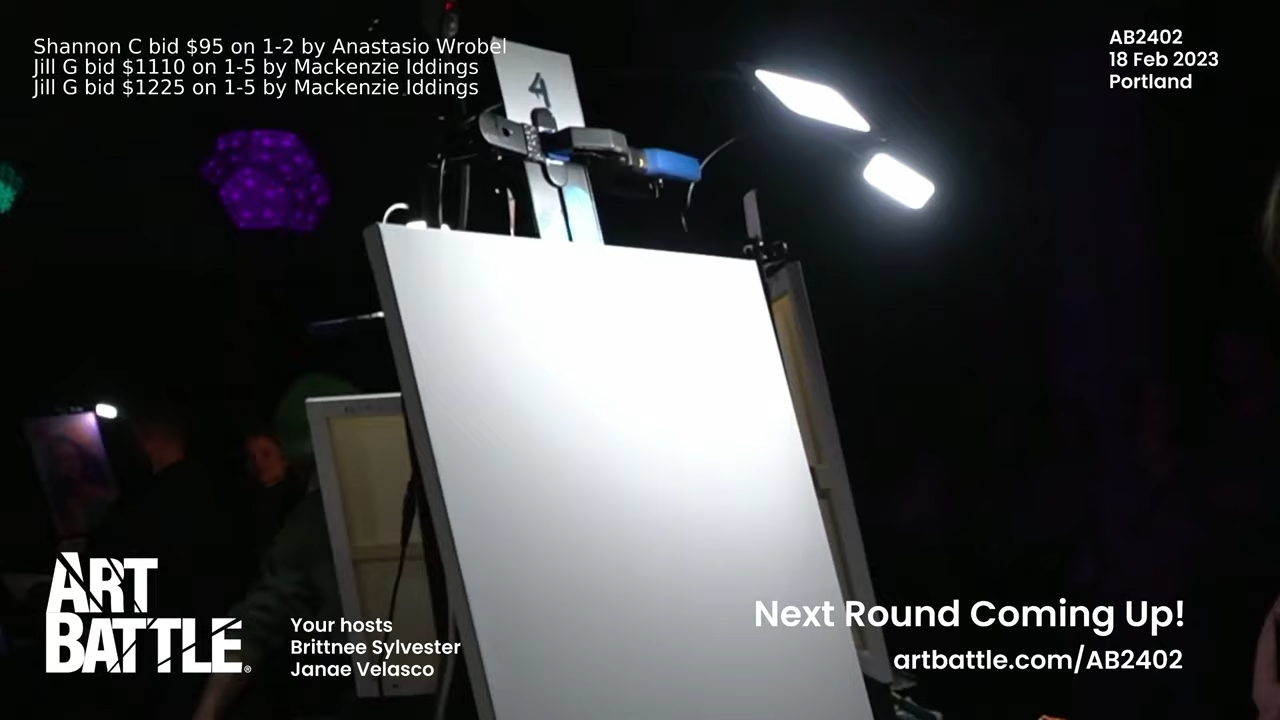 Shannon C bid $95 on 1-2 by Anastasio Wrobel
Jill G bid $1110 on 1-5 by Mackenzie Iddings
Jill G bid $1225 on 1-5 by Mackenzie Iddings
AB2402
18 Feb 2023
Portland
4
ART
BATTLE®
Your hosts
Brittnee Sylvester
Janae Velasco
Next Round Coming Up!
artbattle.com/AB2402